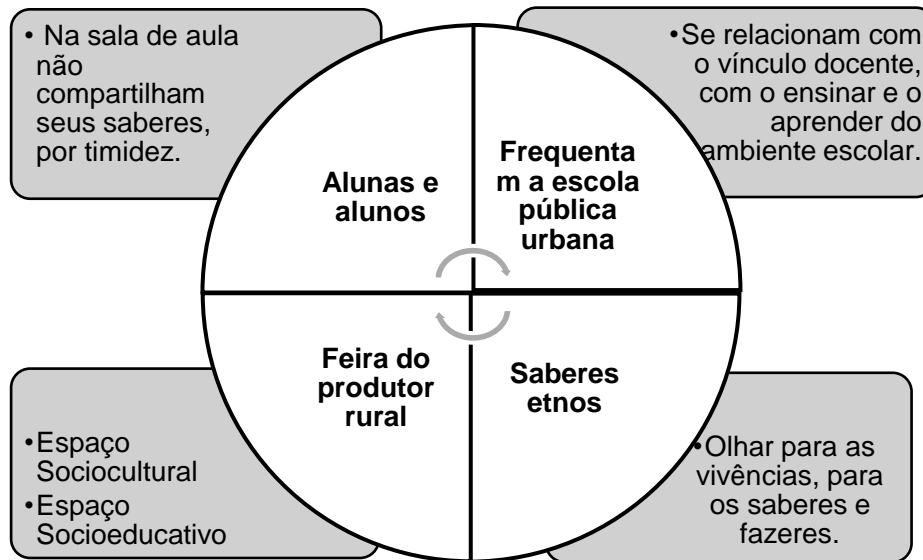 • Na sala de aula
não
compartilham
seus saberes,
por timidez.
•Se relacionam com
o vínculo docente,
com o ensinar e o
aprender do
ambiente escolar.
Alunas e
alunos
Frequenta
m a escola
pública
urbana
Feira do
produtor
rural
Saberes
etnos
•Espaço
Sociocultural
•Espaço
Socioeducativo
•Olhar para as
vivências, para
os saberes e
fazeres.